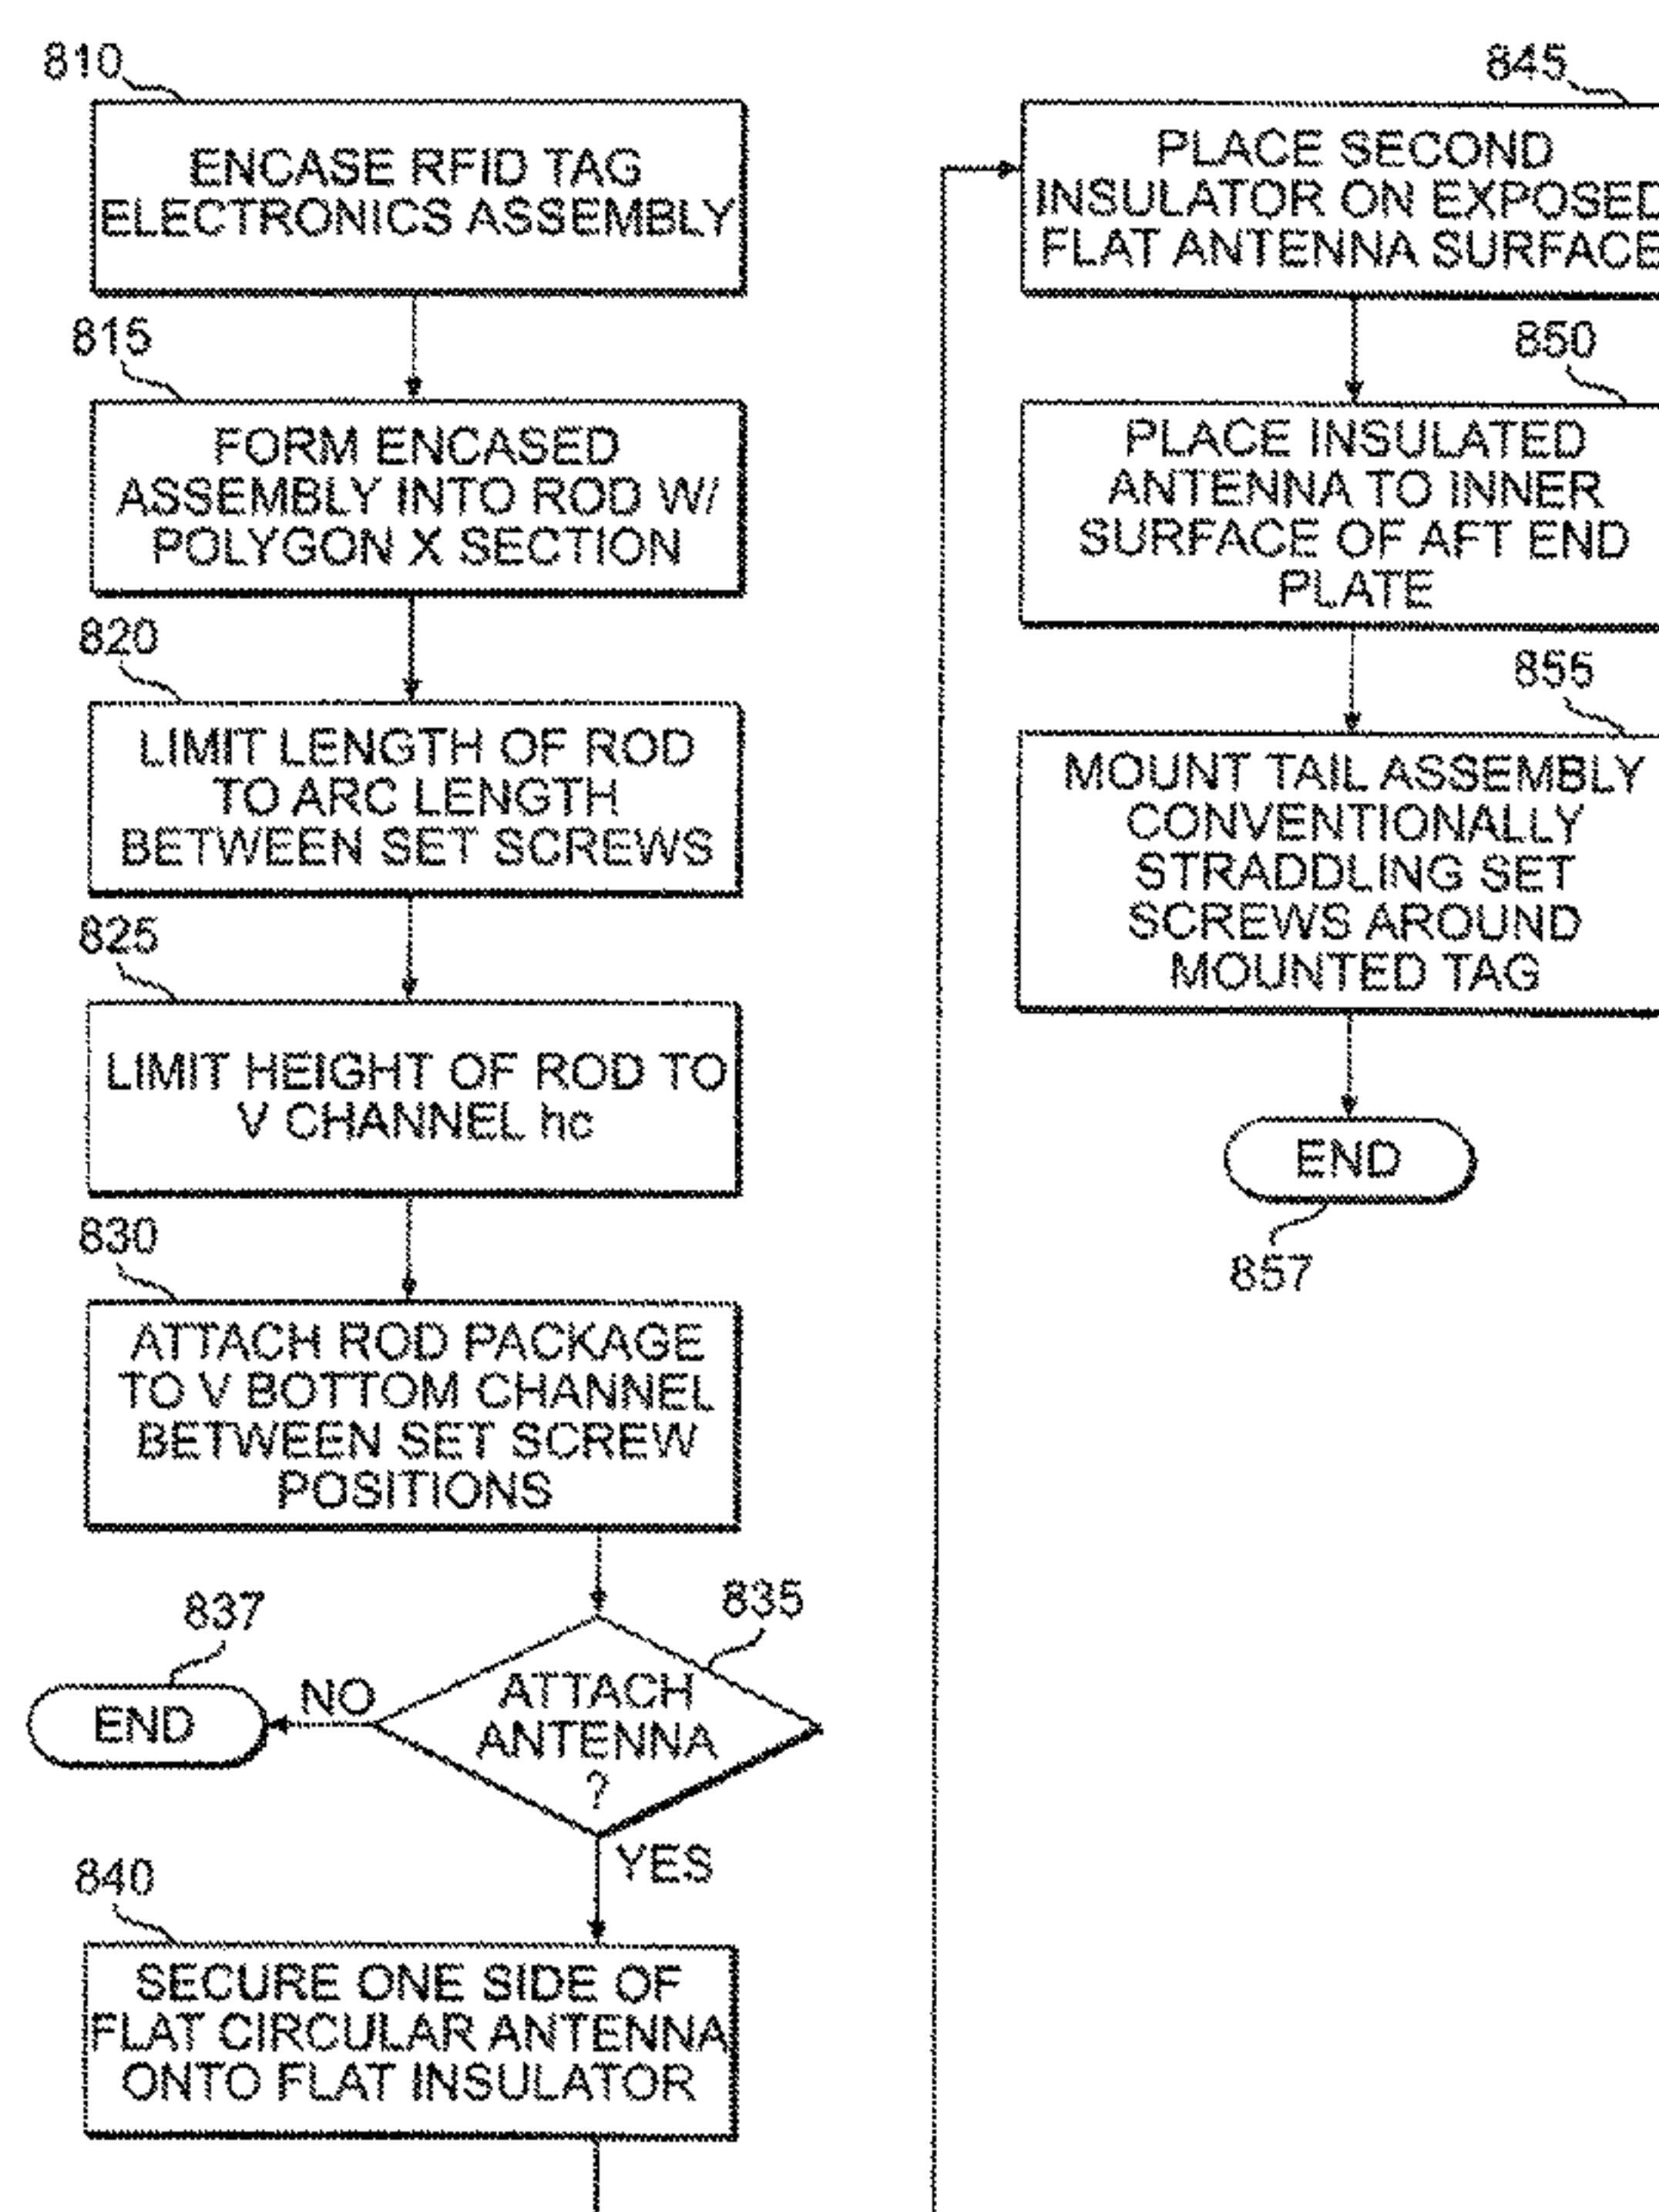 810
ENCASE RFID TAG
ELECTRONICS ASSEMBLY
815
FORM ENCASED
ASSEMBLY INTO ROD W/
POLYGON X SECTION
820
LIMIT LENGTH OF ROD
TO ARC LENGTH
BETWEEN SET SCREWS
825
LIMIT HEIGHT OF ROD TO
V CHANNEL hc
830
ATTACH ROD PACKAGE
TO V BOTTOM CHANNEL
BETWEEN SET SCREW
POSITIONS
835
ATTACH
ANTENNA
?
NO
837
END
YES
840
SECURE ONE SIDE OF
FLAT CIRCULAR ANTENNA
ONTO FLAT INSULATOR
845
PLACE SECOND
INSULATOR ON EXPOSED
FLAT ANTENNA SURFACE
850
PLACE INSULATED
ANTENNA TO INNER
SURFACE OF AFT END
PLATE
855
MOUNT TAIL ASSEMBLY
CONVENTIONALLY
STRADDLING SET
SCREWS AROUND
MOUNTED TAG
END
857